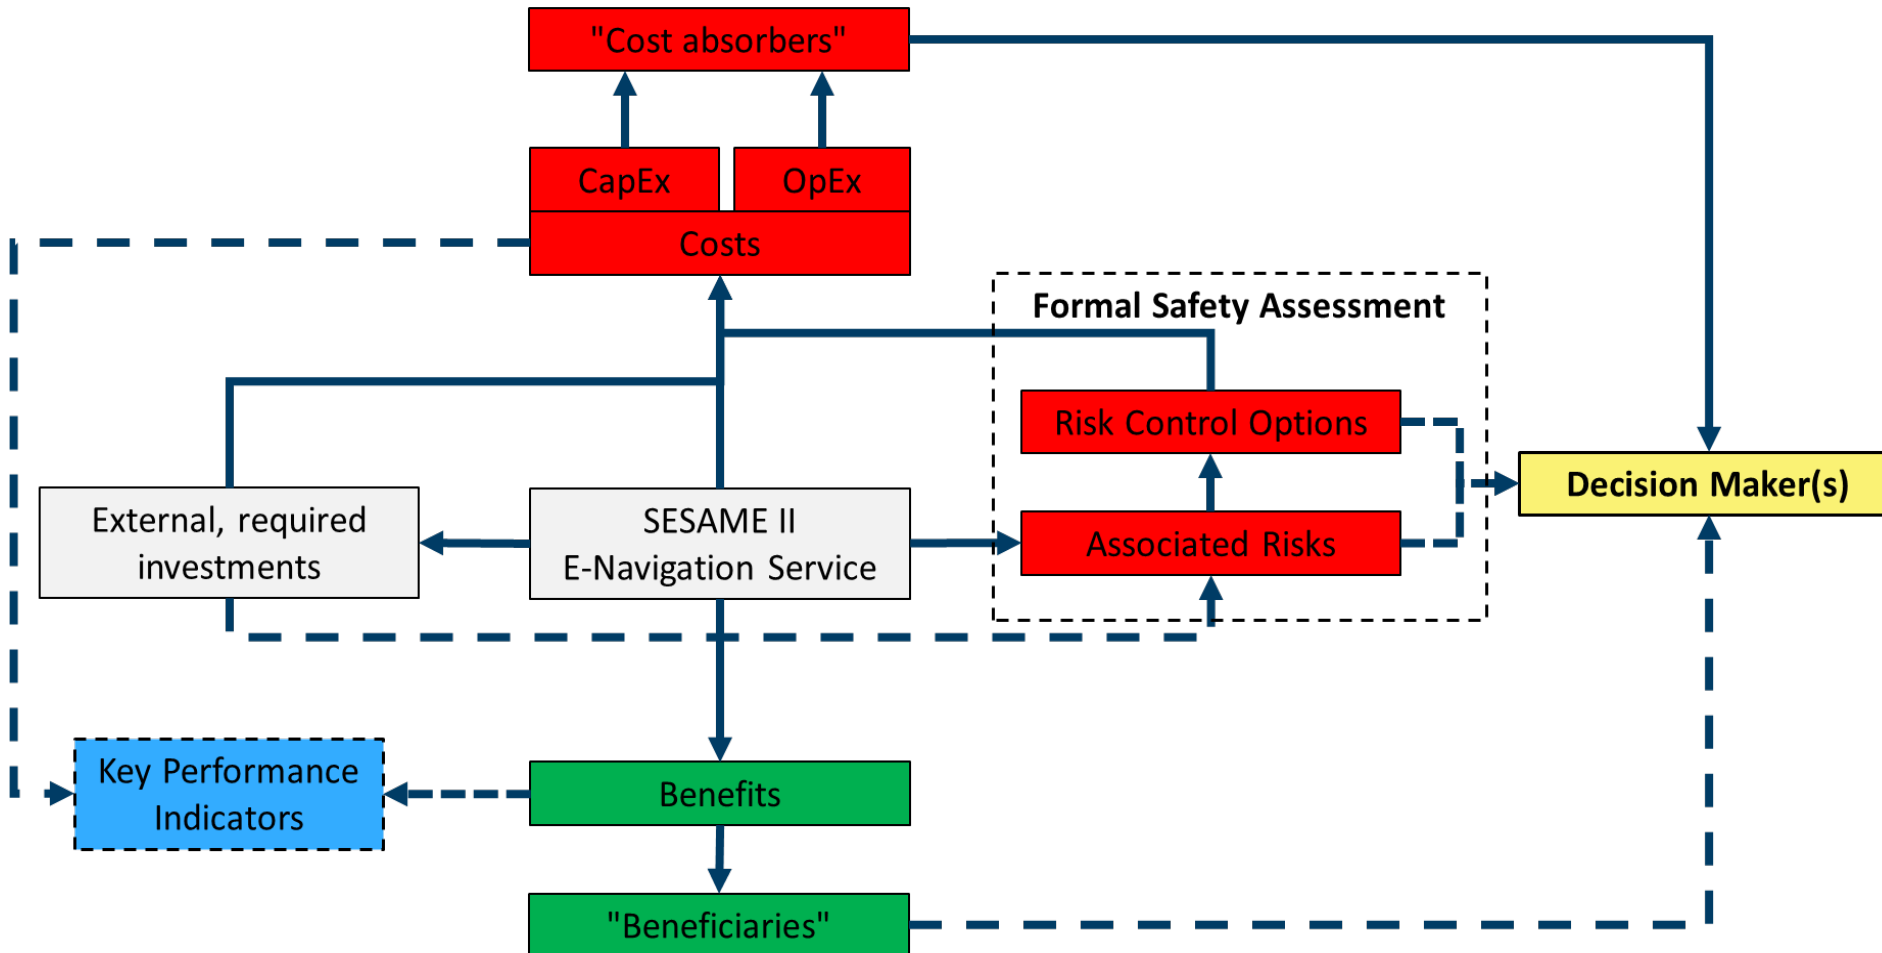 "Cost absorbers"
CapEx
OpEx
Costs
Formal Safety Assessment
Risk Control Options
External, required
investments
SESAME II
E-Navigation Service
Associated Risks
Decision Maker(s)
Key Performance
Indicators
Benefits
"Beneficiaries"